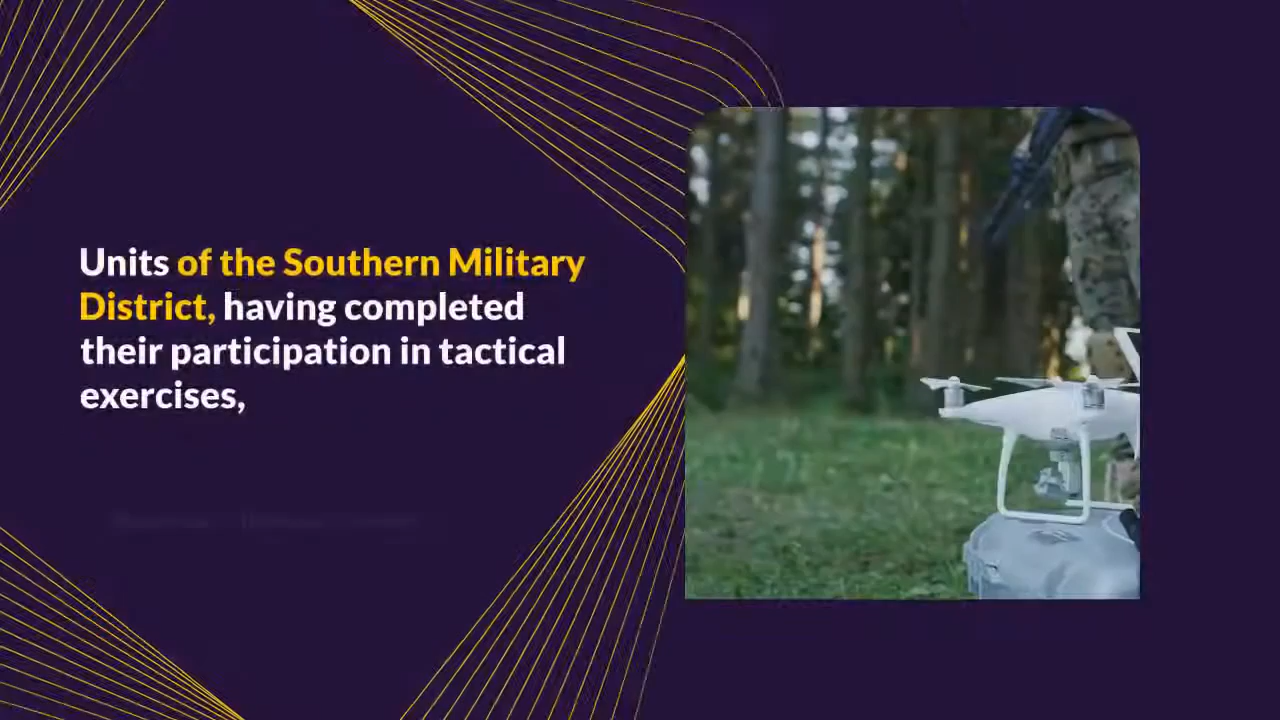 Units of the Southern Military
District, having completed
their participation in tactical
exercises,